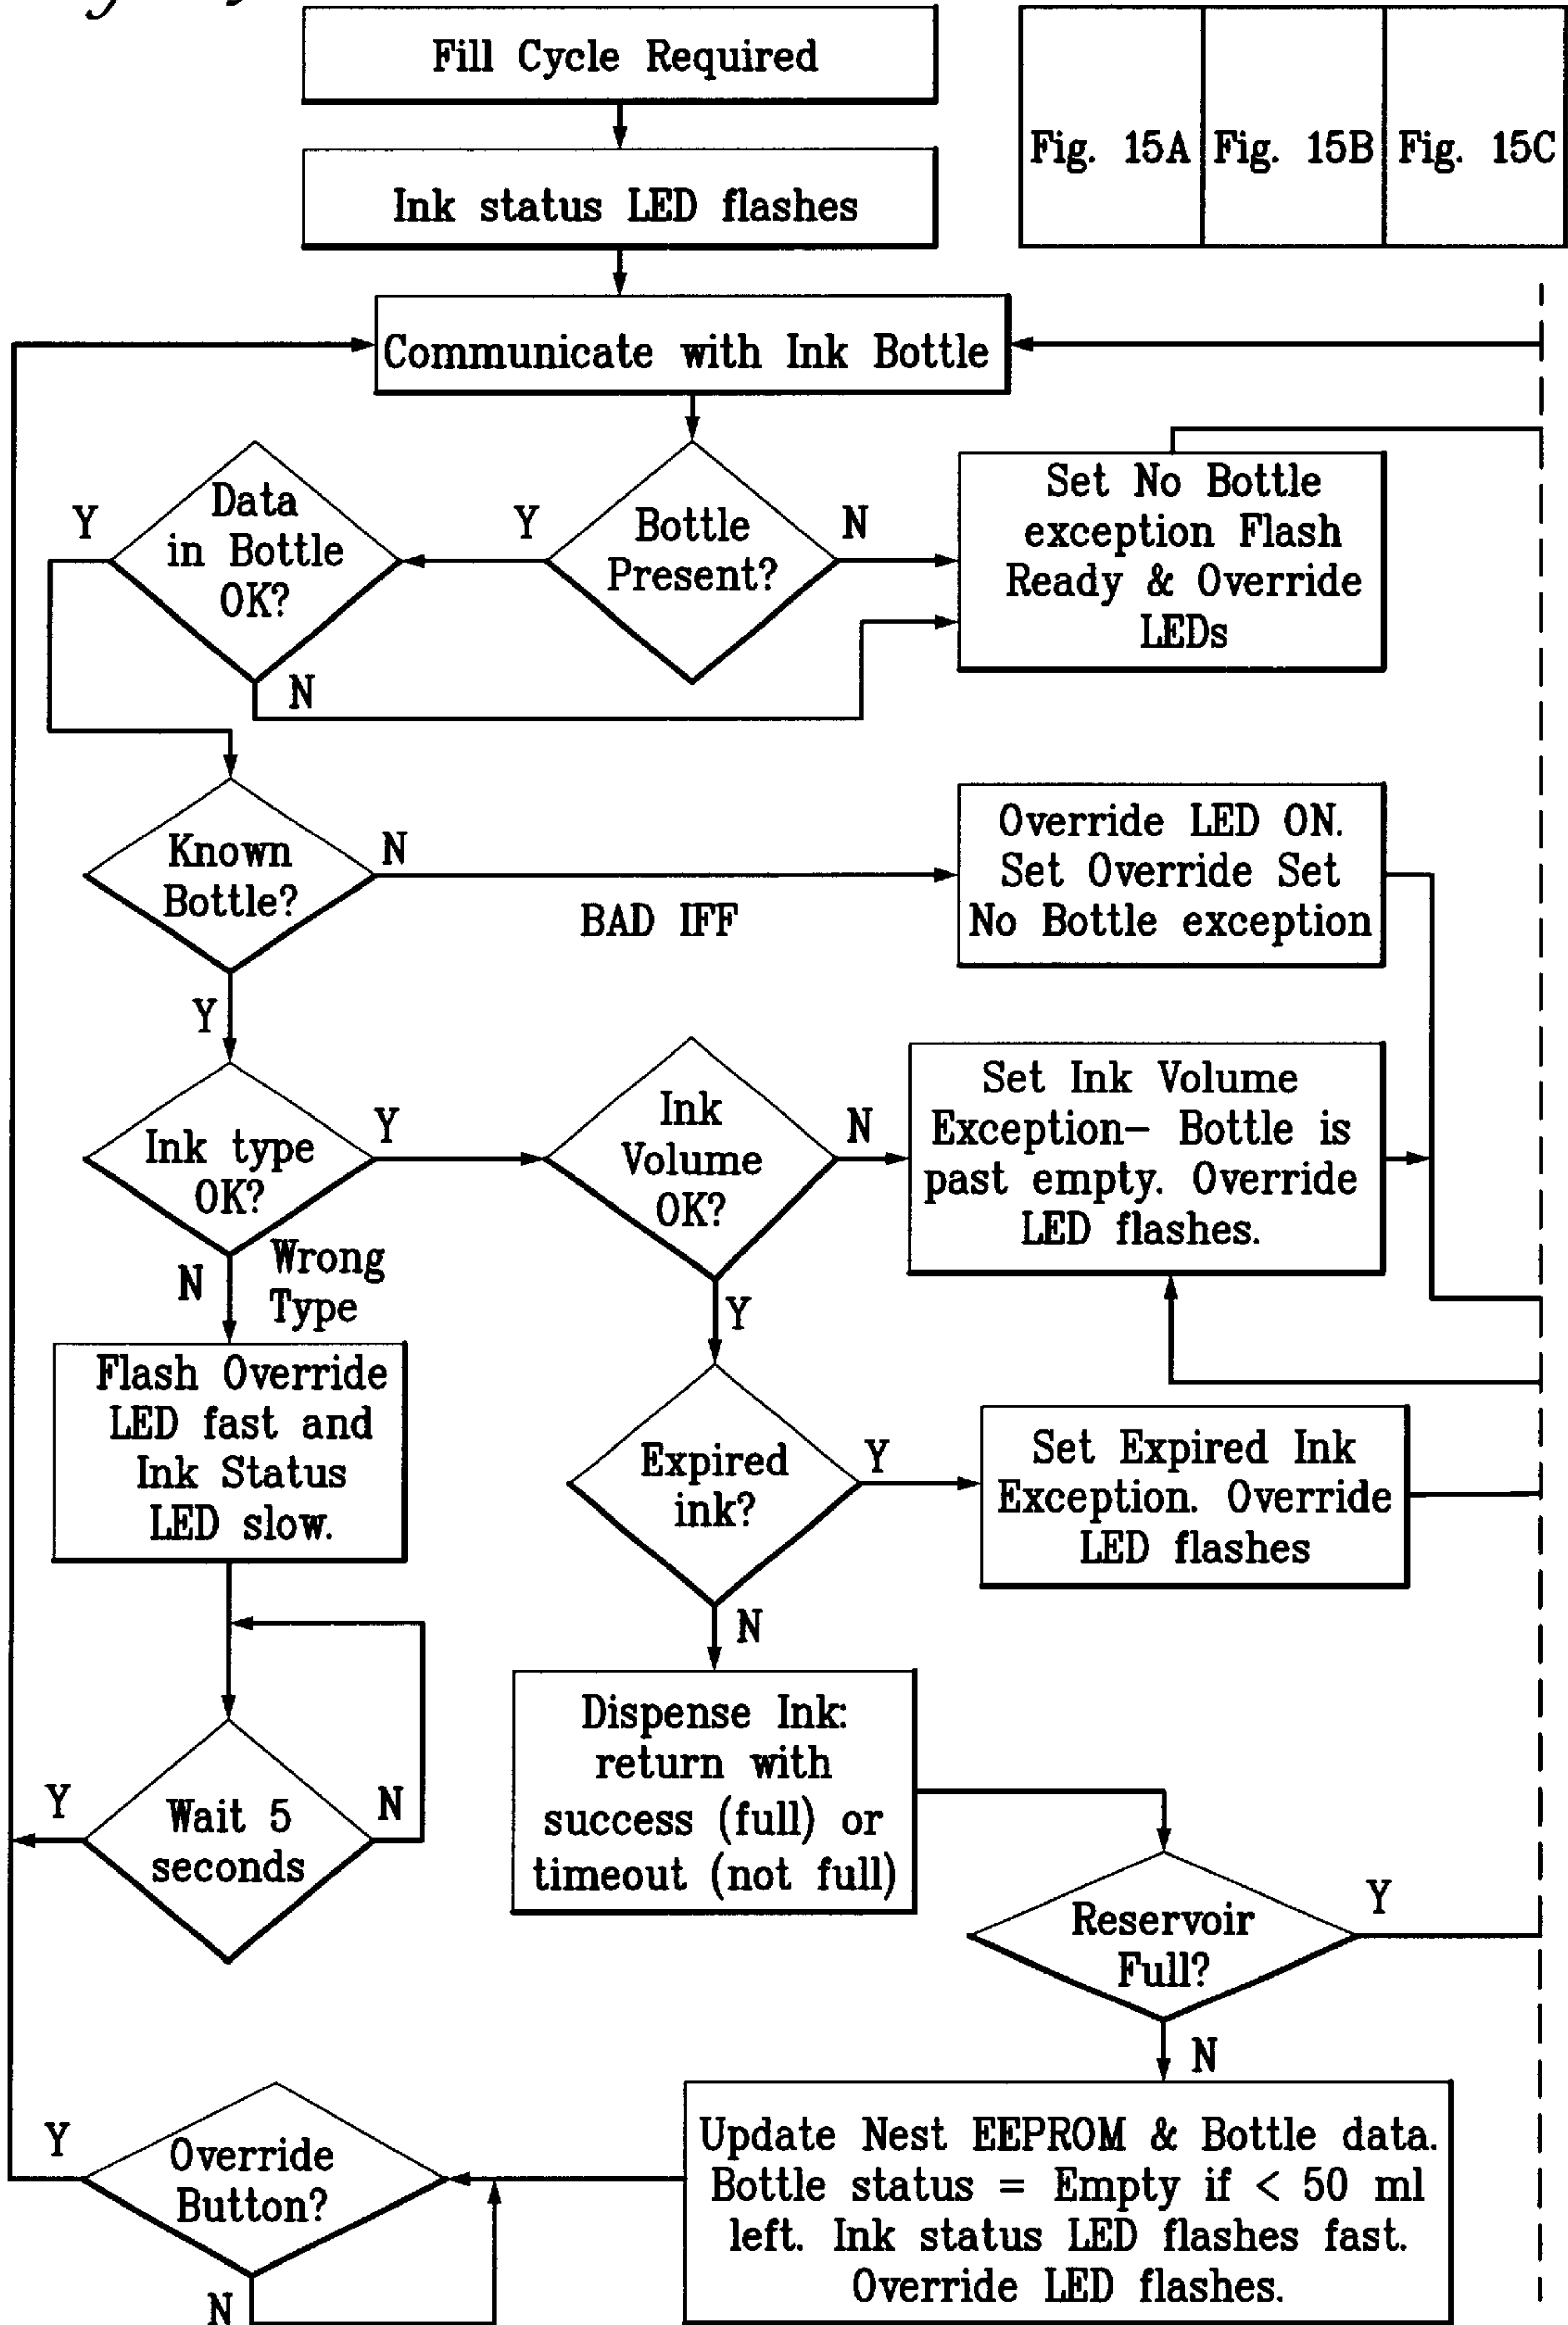 Fill Cycle Required
Fig. 15A
Fig. 15B
Fig. 15C
Ink status LED flashes
Communicate with Ink Bottle
Data
in Bottle
OK?
Y
N
Bottle
Present?
Y
N
Set No Bottle
exception Flash
Ready & Override
LEDs
Known
Bottle?
N
BAD IFF
Y
Override LED ON.
Set Override Set
No Bottle exception
Ink type
OK?
Y
N
Wrong
Type
Ink
Volume
OK?
N
Y
Set Ink Volume
Exception- Bottle is
past empty. Override
LED flashes.
Flash Override
LED fast and
Ink Status
LED slow.
Expired
ink?
Y
N
Set Expired Ink
Exception. Override
LED flashes
Wait 5
seconds
Y
N
Dispense Ink:
return with
success (full) or
timeout (not full)
Reservoir
Full?
Y
N
Override
Button?
Y
N
Update Nest EEPROM & Bottle data.
Bottle status = Empty if < 50 ml
left. Ink status LED flashes fast.
Override LED flashes.